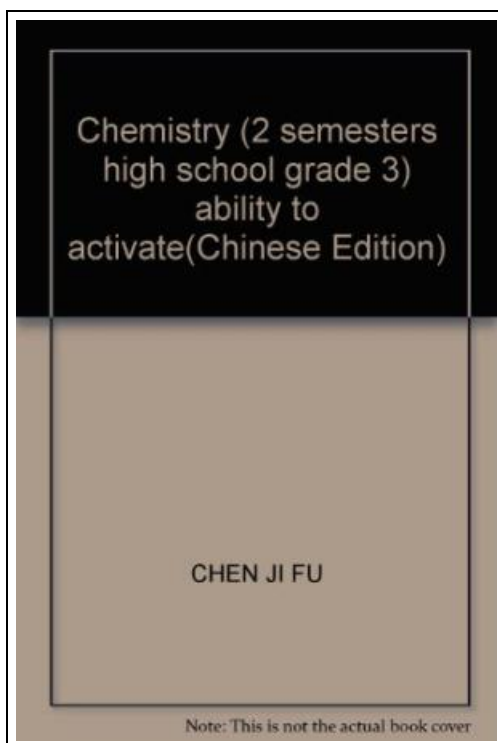 Chemistry (2 semesters
high school grade 3)
ability to
activate(Chinese Edition)
CHEN JI FU
Note: This is not the actual book cover